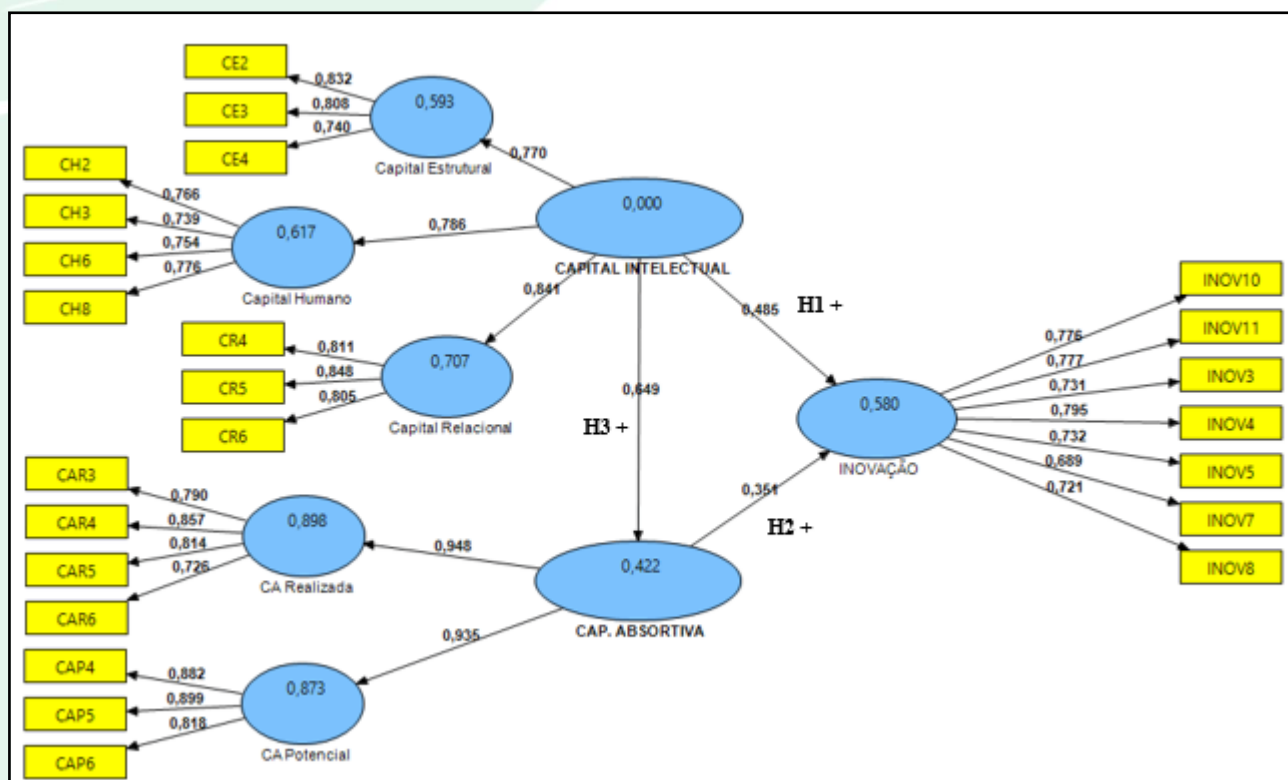 CE2
0,832
CE3
0,808
CE4
0,740
0,593
Capital Estrutural
0,770
CH2
0,766
CH3
0,739
CH6
0,754
CH8
0,776
0,617
Capital Humano
0,786
0,000
CAPITAL INTELECTUAL
0,841
CR4
0,811
CR5
0,848
CR6
0,805
0,707
Capital Relacional
0,649
H3 +
0,485
H1 +
0,580
INOVAÇÃO
INOV10
0,776
INOV11
0,777
INOV3
0,731
INOV4
0,795
INOV5
0,732
INOV7
0,689
INOV8
0,721
0,351
H2 +
CAR3
0,790
CAR4
0,857
CAR5
0,814
CAR6
0,726
0,898
CA Realizada
0,948
0,422
CAP. ABSORTIVA
0,935
CAP4
0,882
CAP5
0,899
CAP6
0,818
0,873
CA Potencial